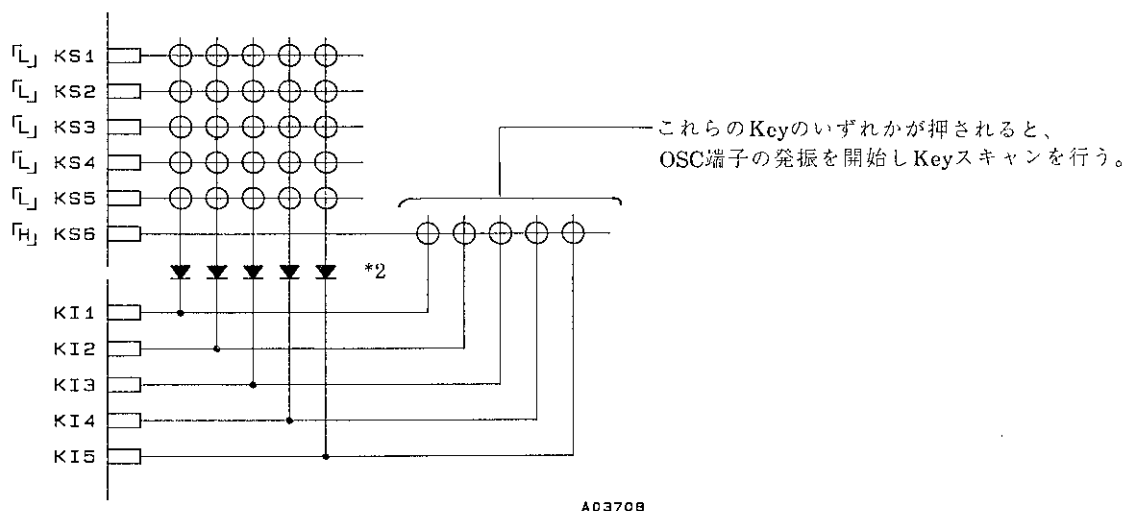 「L」 KS1
「L」 KS2
「L」 KS3
「L」 KS4
「L」 KS5
「H」 KS6
これらのKeyのいずれかが押されると、
OSC端子の発振を開始しKeyスキャンを行う。
*2
KI1
KI2
KI3
KI4
KI5
A03708